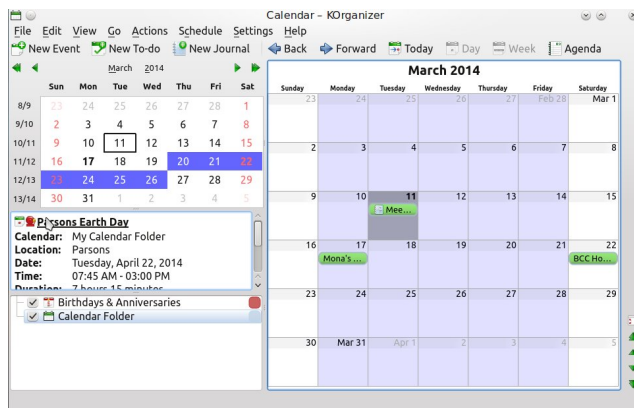 Calendar – KOrganizer
File Edit View Go Actions Schedule Settings Help
New Event New To-do New Journal Back Forward Today Day Week Agenda
March 2014
Sun Mon Tue Wed Thu Fri Sat
8/9 23 24 25 26 27 28 1
9/10 2 3 4 5 6 7 8
10/11 9 10 11 12 13 14 15
11/12 16 17 18 19 20 21 22
12/13 23 24 25 26 27 28 29
13/14 30 31 1 2 3 4 5
Parsons Earth Day
Calendar: My Calendar Folder
Location: Parsons
Date: Tuesday, April 22, 2014
Time: 07:45 AM - 03:00 PM
Duration: 7 hours 15 minutes
Birthdays & Anniversaries
Calendar Folder
March 2014
Sunday Monday Tuesday Wednesday Thursday Friday Saturday
23 24 25 26 27 Feb 28 Mar 1
2 3 4 5 6 7 8
9 10 11 12 13 14 15
Mee...
16 17 18 19 20 21 22
Mona's ... BCC Ho...
23 24 25 26 27 28 29
30 Mar 31 Apr 1 2 3 4 5